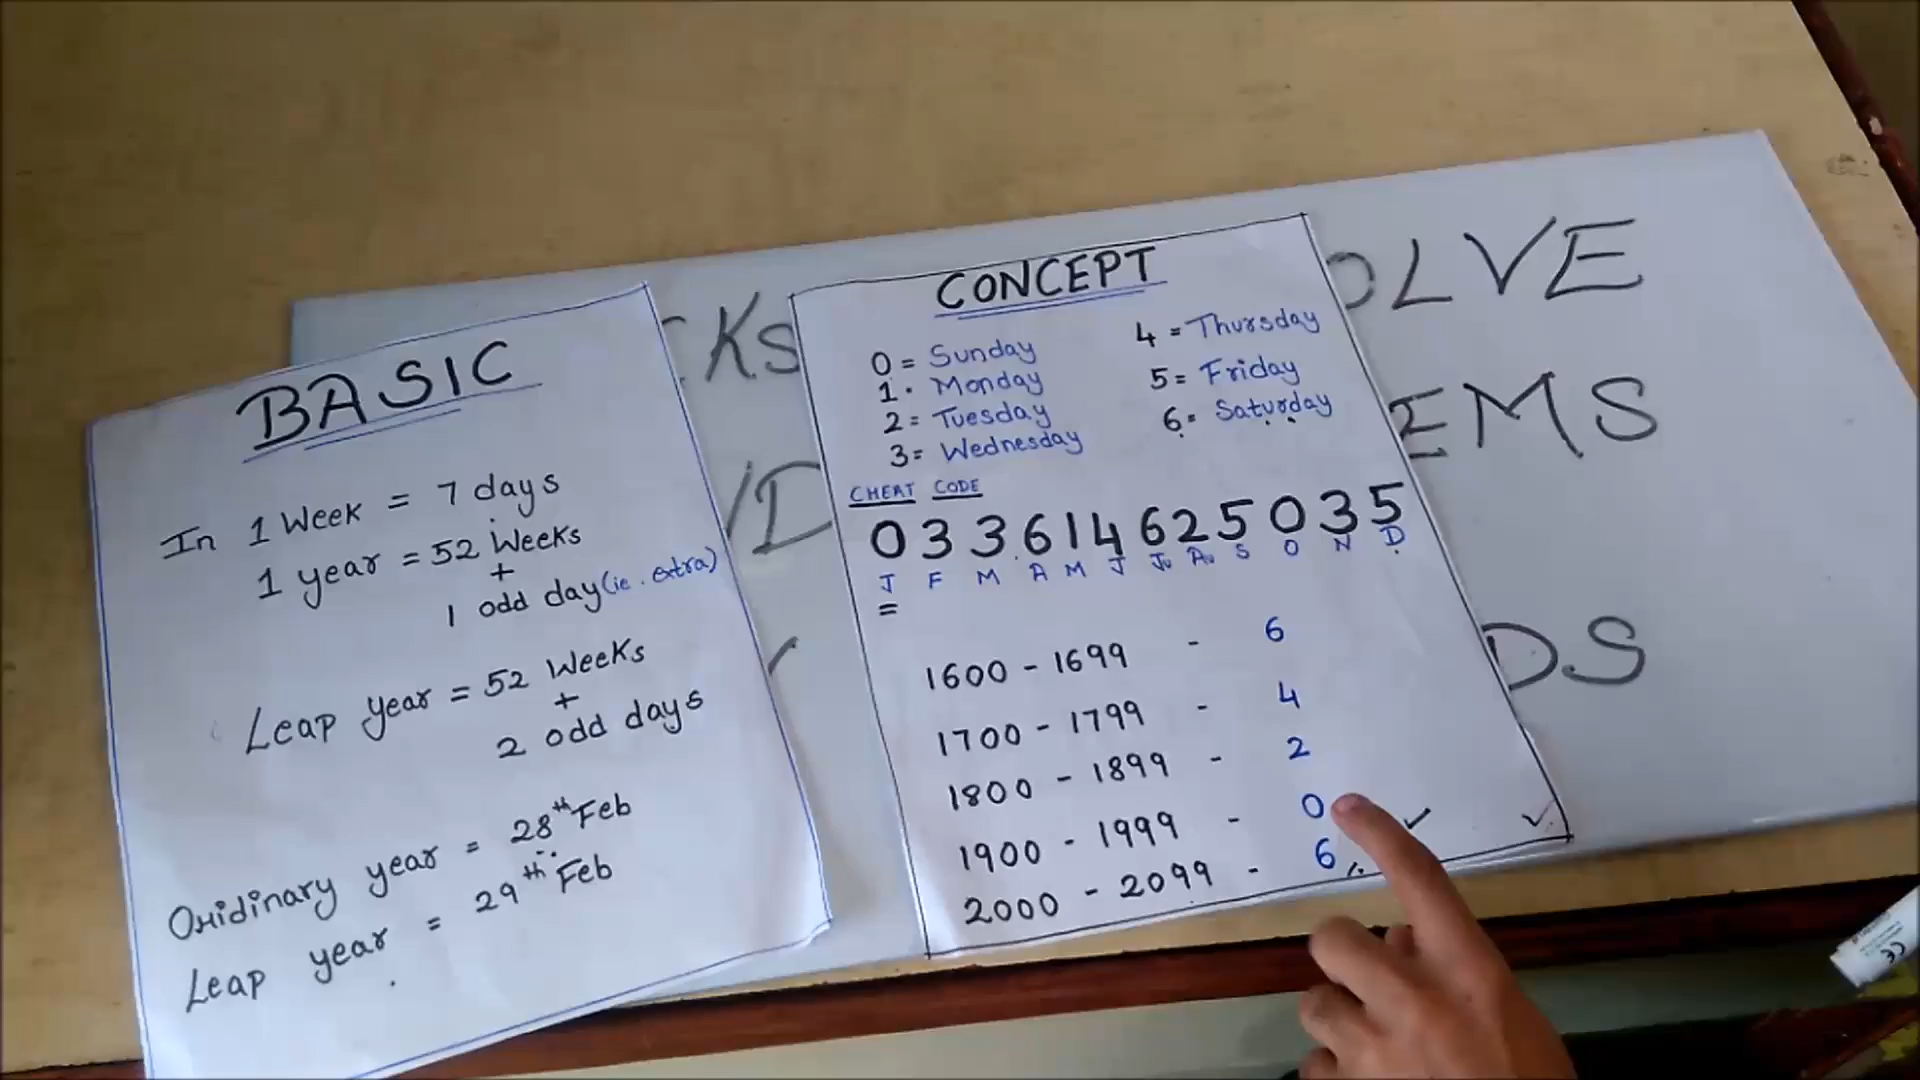 BASIC
In 1 Week = 7 days
1 year = 52 Weeks
+
1 odd day (ie. extra)
Leap year = 52 Weeks
+
2 odd days
Oridinary year = 28th Feb
Leap year = 29th Feb
CONCEPT
0 = Sunday
1. Monday
2 = Tuesday
3 = Wednesday
4 = Thursday
5 = Friday
6 = Saturday
CHEAT CODE
0 3 3 6 1 4 6 2 5 0 3 5
J F M A M J Ju Au S O N D
=
1600 - 1699 - 6
1700 - 1799 - 4
1800 - 1899 - 2
1900 - 1999 - 0
2000 - 2099 - 6
CKS OLVE
EMS
DS